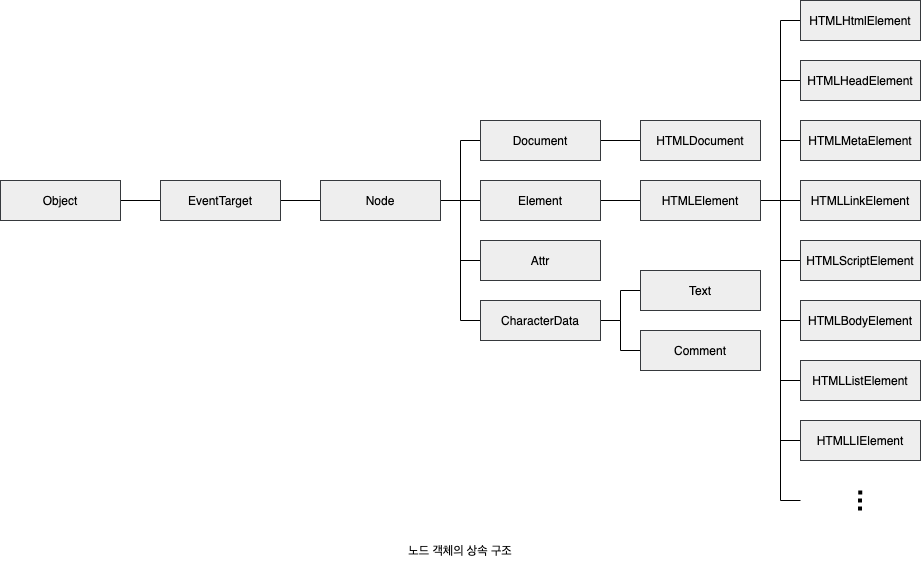 Object
EventTarget
Node
Document
Element
Attr
CharacterData
HTMLDocument
HTMLElement
Text
Comment
HTMLHtmlElement
HTMLHeadElement
HTMLMetaElement
HTMLLinkElement
HTMLScriptElement
HTMLBodyElement
HTMLListElement
HTMLLIElement
⋮
노드 객체의 상속 구조